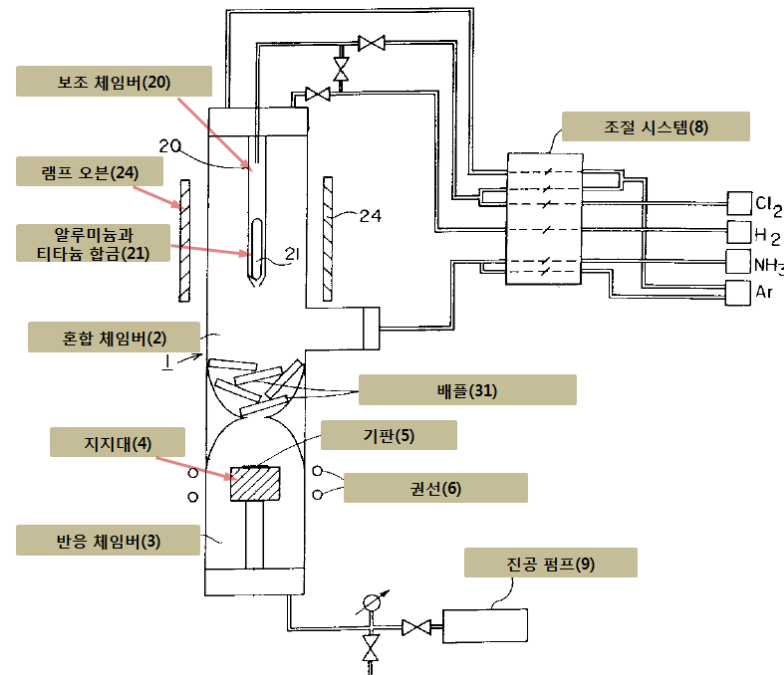 보조 체임버(20)
조절 시스템(8)
20
램프 오븐(24)
24
Cl2
알루미늄과
티타늄 합금(21)
21
H2
NH3
Ar
혼합 체임버(2)
1
배플(31)
지지대(4)
기판(5)
권선(6)
반응 체임버(3)
진공 펌프(9)